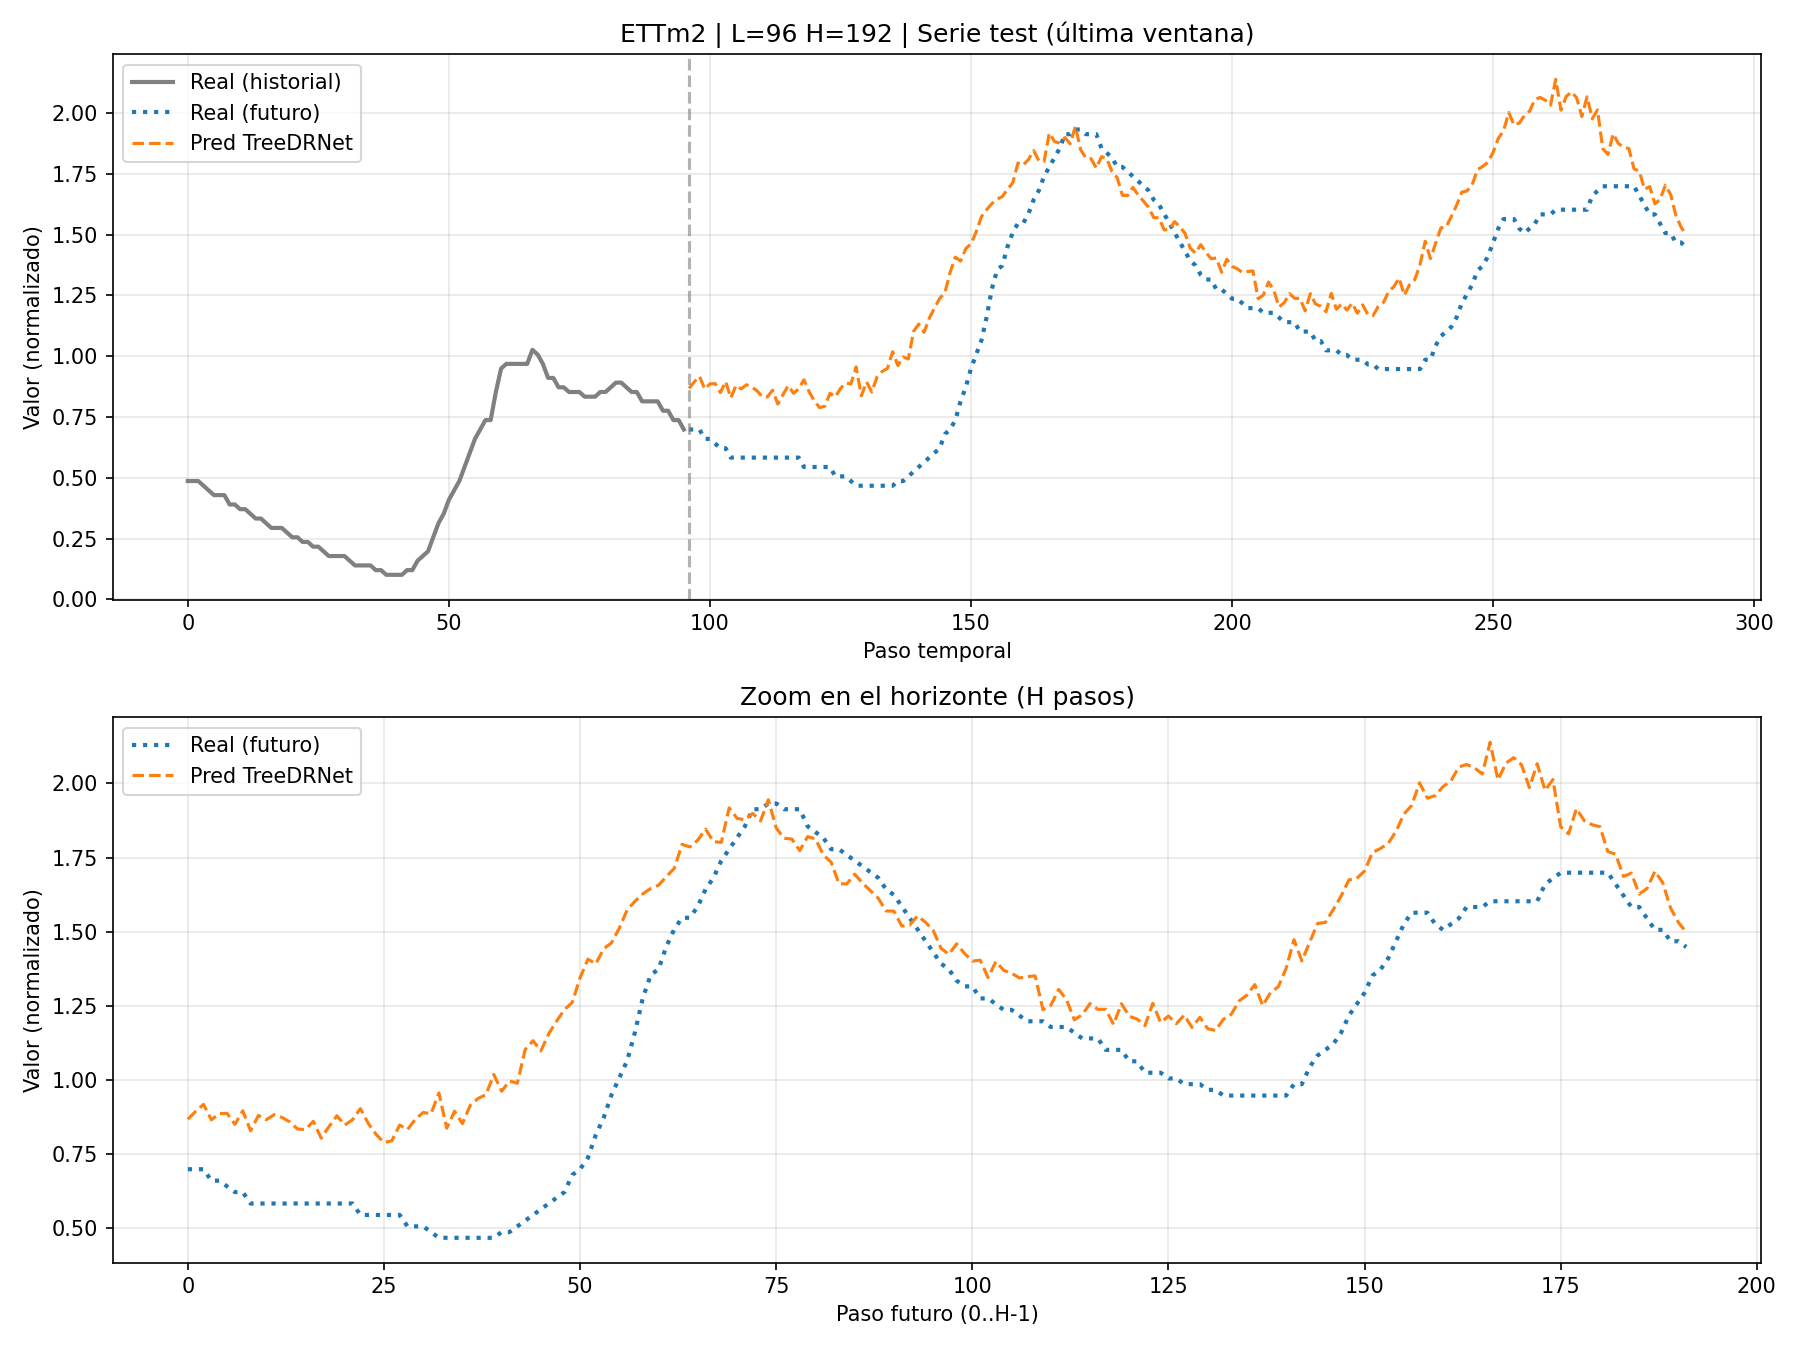 ETTm2 | L=96 H=192 | Serie test (última ventana)
Real (historial)
Real (futuro)
Pred TreeDRNet
Valor (normalizado)
2.00
1.75
1.50
1.25
1.00
0.75
0.50
0.25
0.00
0 50 100 150 200 250 300
Paso temporal
Zoom en el horizonte (H pasos)
Real (futuro)
Pred TreeDRNet
Valor (normalizado)
2.00
1.75
1.50
1.25
1.00
0.75
0.50
0 25 50 75 100 125 150 175 200
Paso futuro (0..H-1)